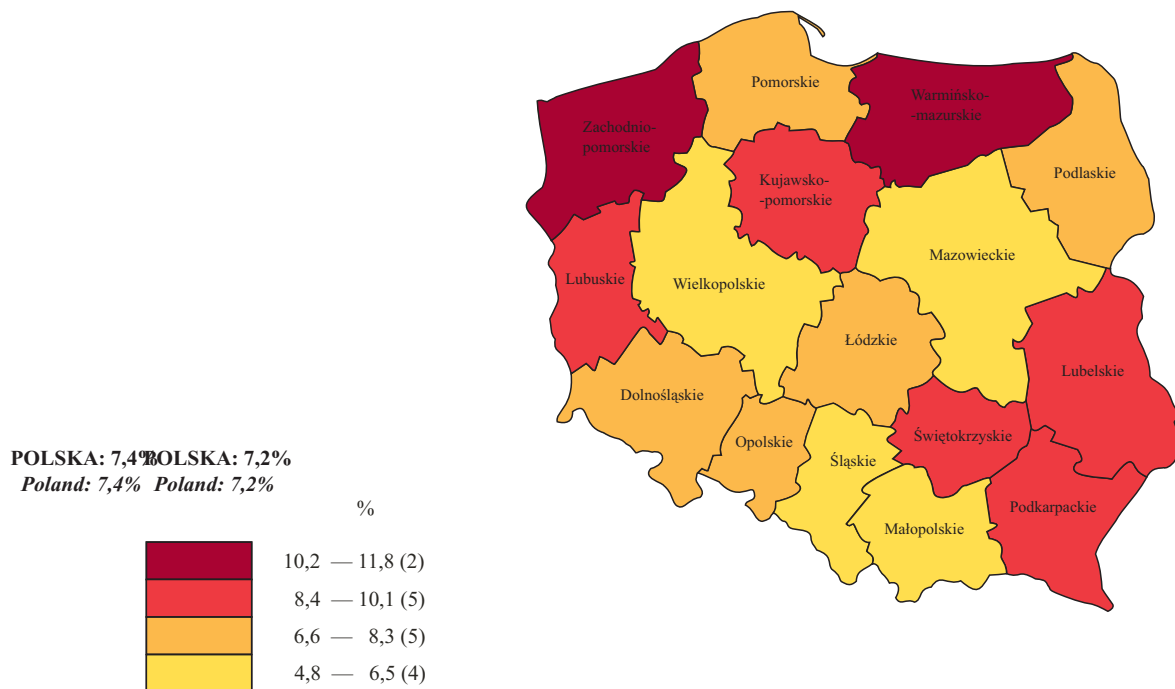 Pomorskie
Warmińsko-
-mazurskie
Zachodnio-
pomorskie
Podlaskie
Kujawsko-
-pomorskie
Mazowieckie
Lubuskie
Wielkopolskie
Łódzkie
Lubelskie
Dolnośląskie
Świętokrzyskie
Opolskie
Śląskie
Podkarpackie
Małopolskie
POLSKA: 7,4% POLSKA: 7,2%
Poland: 7,4% Poland: 7,2%
%
10,2 — 11,8 (2)
8,4 — 10,1 (5)
6,6 — 8,3 (5)
4,8 — 6,5 (4)